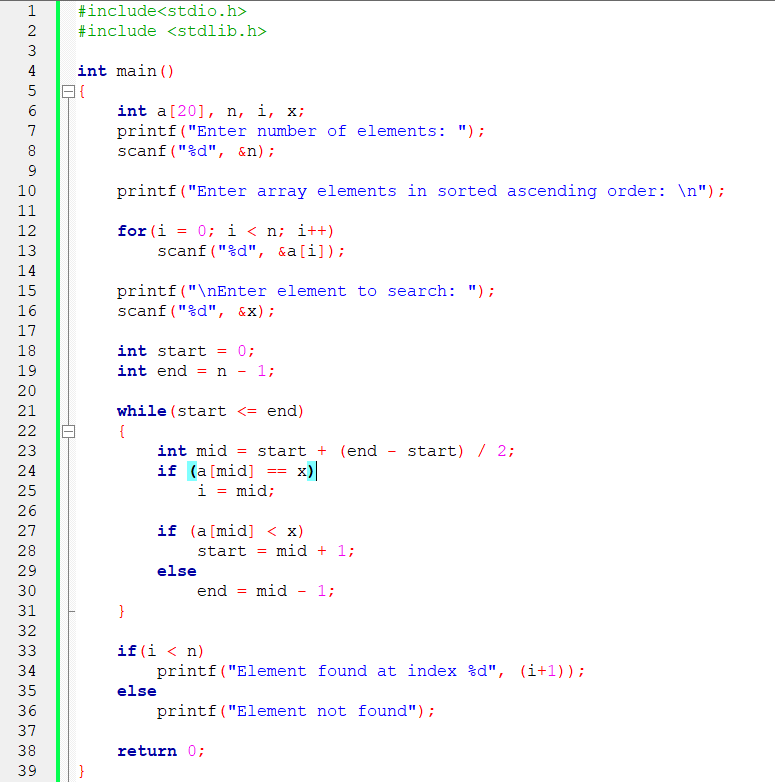 1 #include<stdio.h>
2 #include <stdlib.h>
3
4 int main()
5 {
6 int a[20], n, i, x;
7 printf("Enter number of elements: ");
8 scanf("%d", &n);
9
10 printf("Enter array elements in sorted ascending order: \n");
11
12 for(i = 0; i < n; i++)
13 scanf("%d", &a[i]);
14
15 printf("\nEnter element to search: ");
16 scanf("%d", &x);
17
18 int start = 0;
19 int end = n - 1;
20
21 while(start <= end)
22 {
23 int mid = start + (end - start) / 2;
24 if (a[mid] == x)
25 i = mid;
26
27 if (a[mid] < x)
28 start = mid + 1;
29 else
30 end = mid - 1;
31 }
32
33 if(i < n)
34 printf("Element found at index %d", (i+1));
35 else
36 printf("Element not found");
37
38 return 0;
39 }